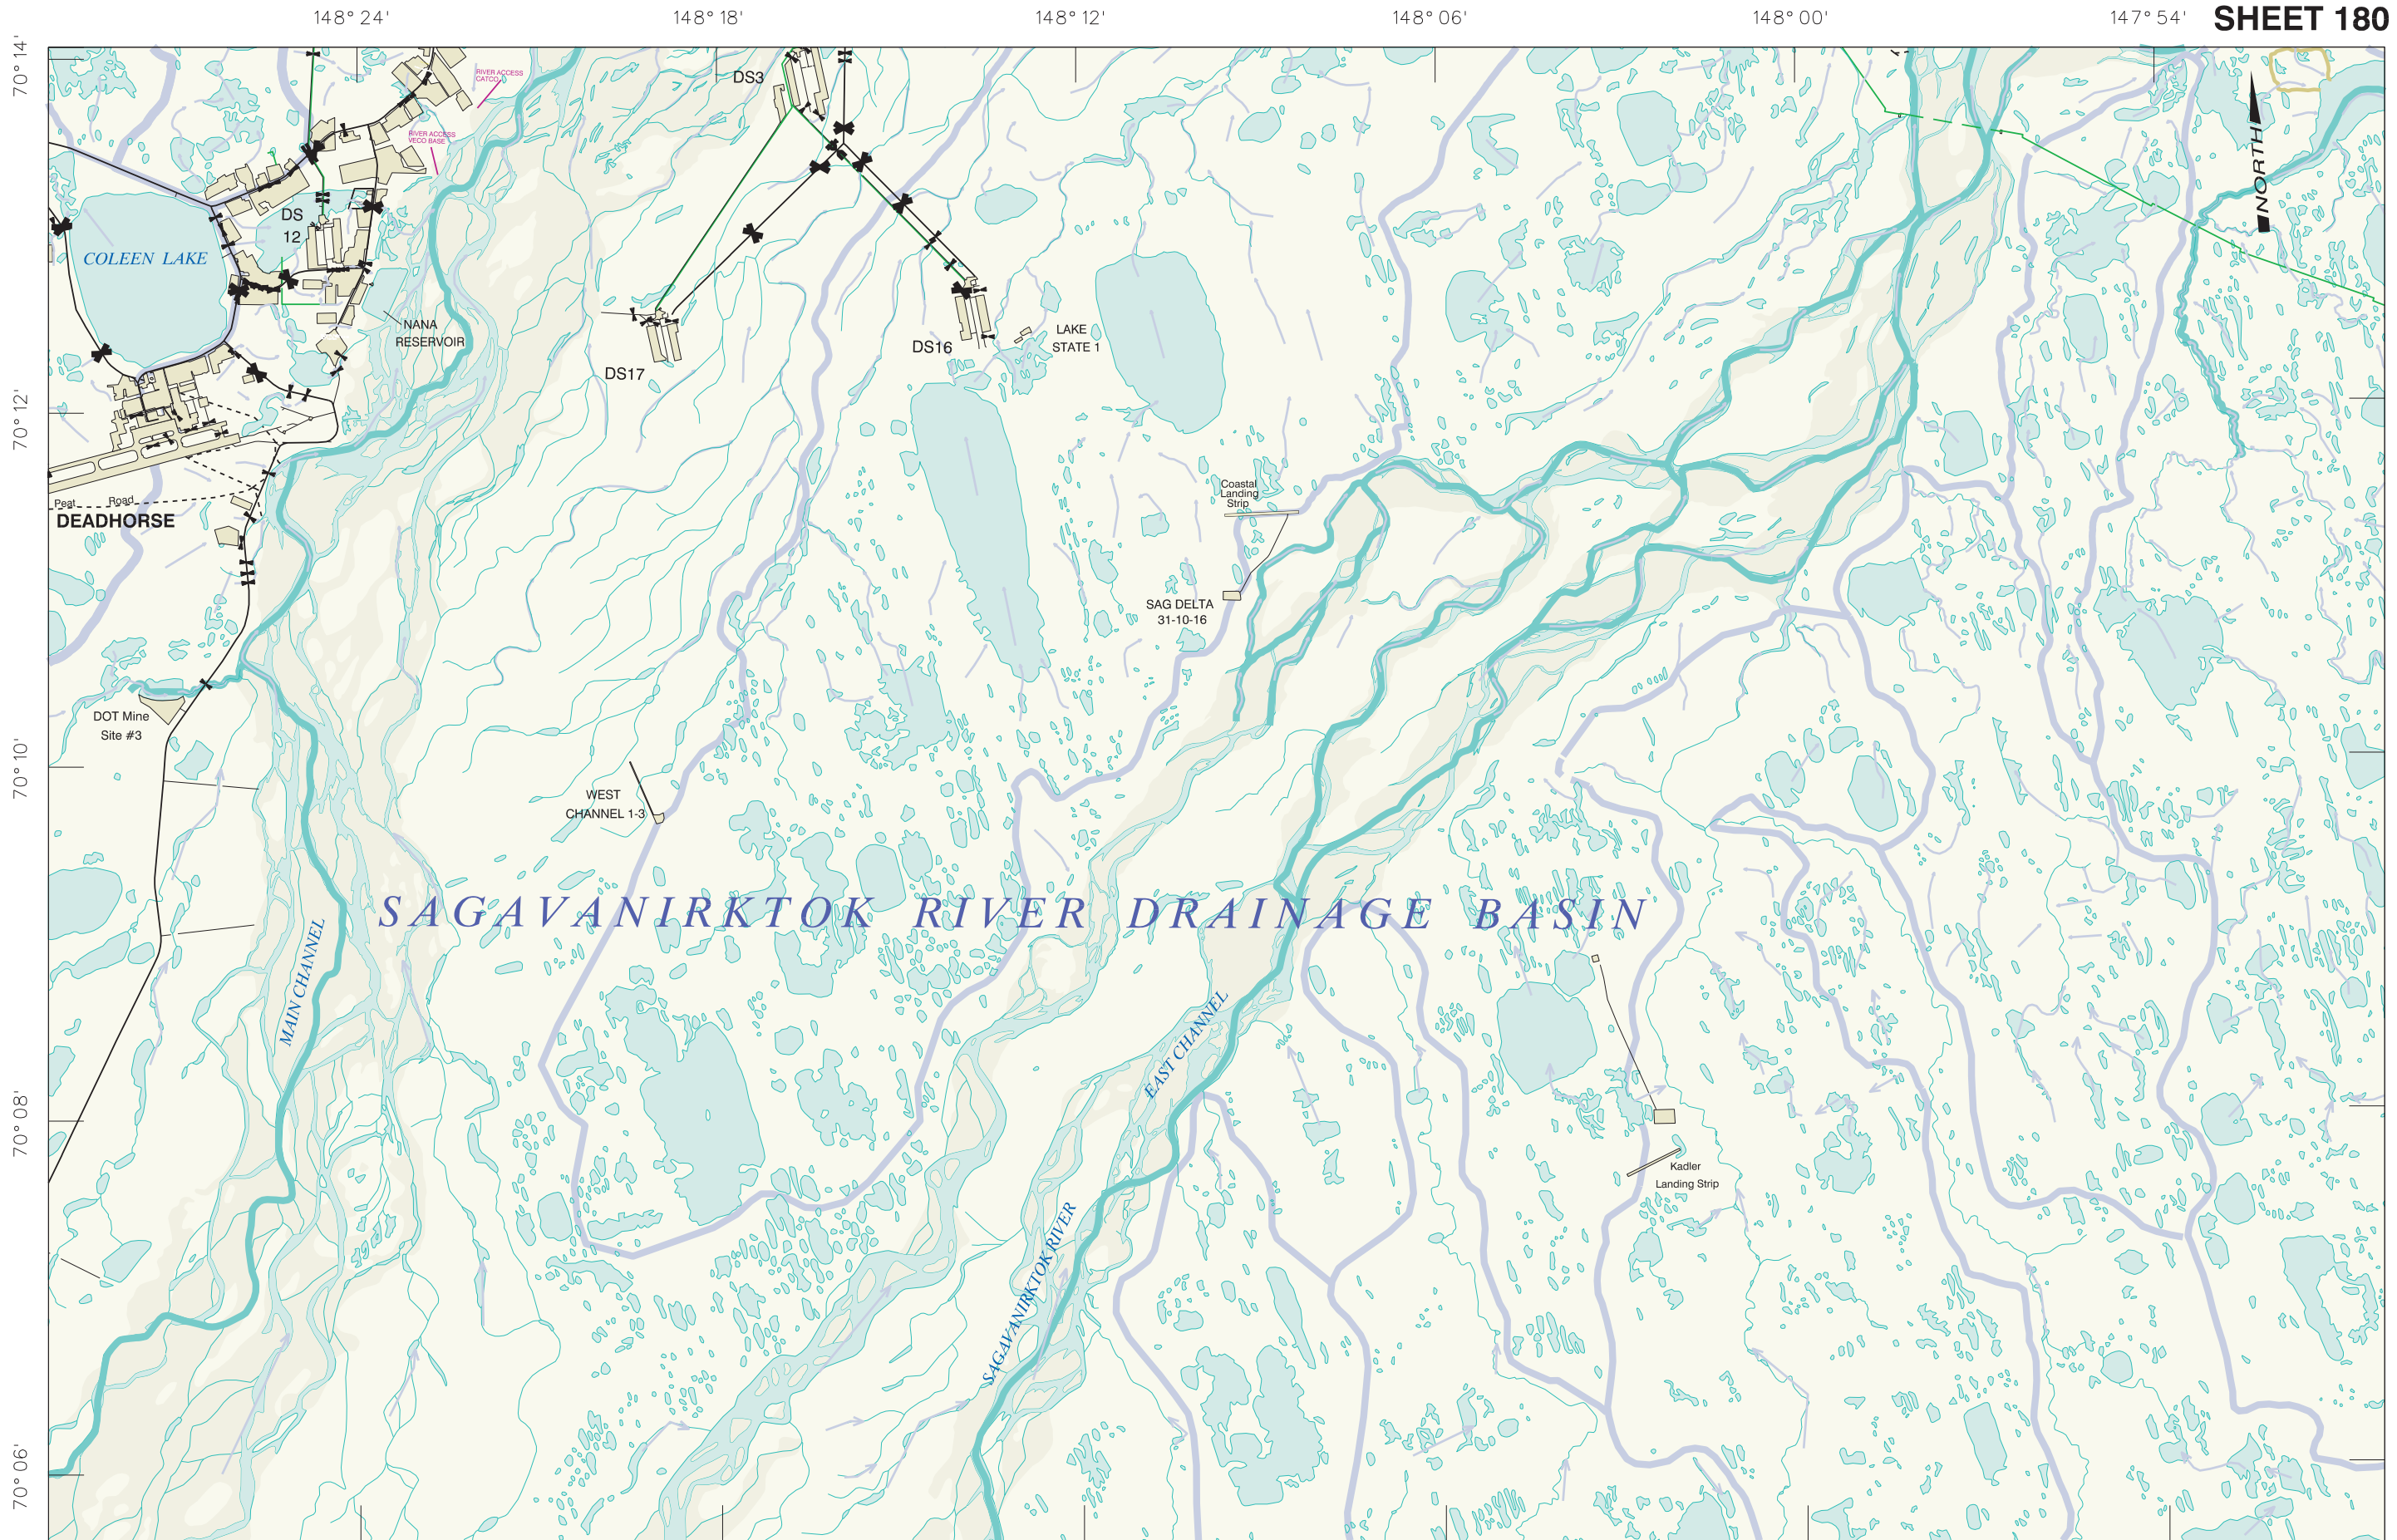 148° 24'
148° 18'
148° 12'
148° 06'
148° 00'
147° 54'
SHEET 180
70° 14'
RIVER ACCESS
CATCO
DS3
RIVER ACCESS
VECO BASE
NORTH
DS
12
COLEEN LAKE
NANA
RESERVOIR
LAKE
STATE 1
DS16
DS17
70° 12'
Peat Road
DEADHORSE
Coastal
Landing
Strip
SAG DELTA
31-10-16
DOT Mine
Site #3
70° 10'
WEST
CHANNEL 1-3
SAGAVANIRKTOK RIVER DRAINAGE BASIN
MAIN CHANNEL
EAST CHANNEL
70° 08'
Kadler
Landing Strip
SAGAVANIRKTOK RIVER
70° 06'